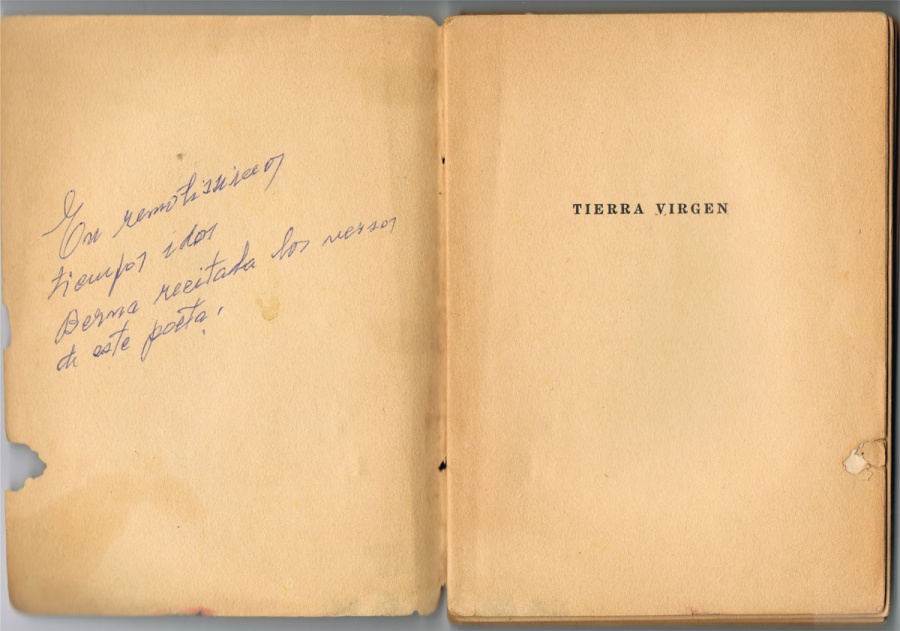 En remotísimos
tiempos idos
Berna recitaba los versos
de este poeta!
TIERRA VIRGEN